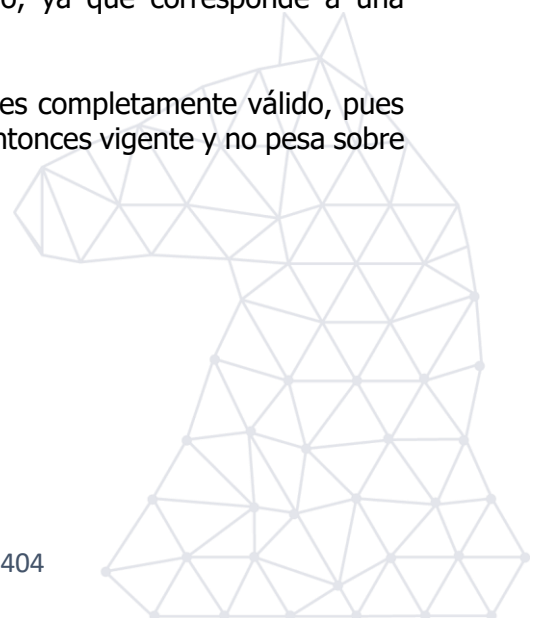 o, ya que corresponde a una
es completamente válido, pues
ntonces vigente y no pesa sobre
404